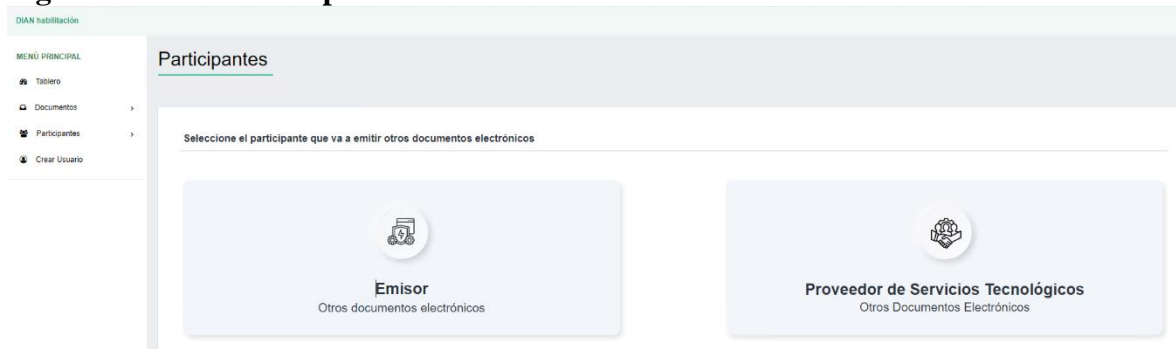 DIAN habilitación
MENÚ PRINCIPAL
Tablero
Documentos
Participantes
Crear Usuario
Participantes
Seleccione el participante que va a emitir otros documentos electrónicos
Emisor
Otros documentos electrónicos
Proveedor de Servicios Tecnológicos
Otros Documentos Electrónicos